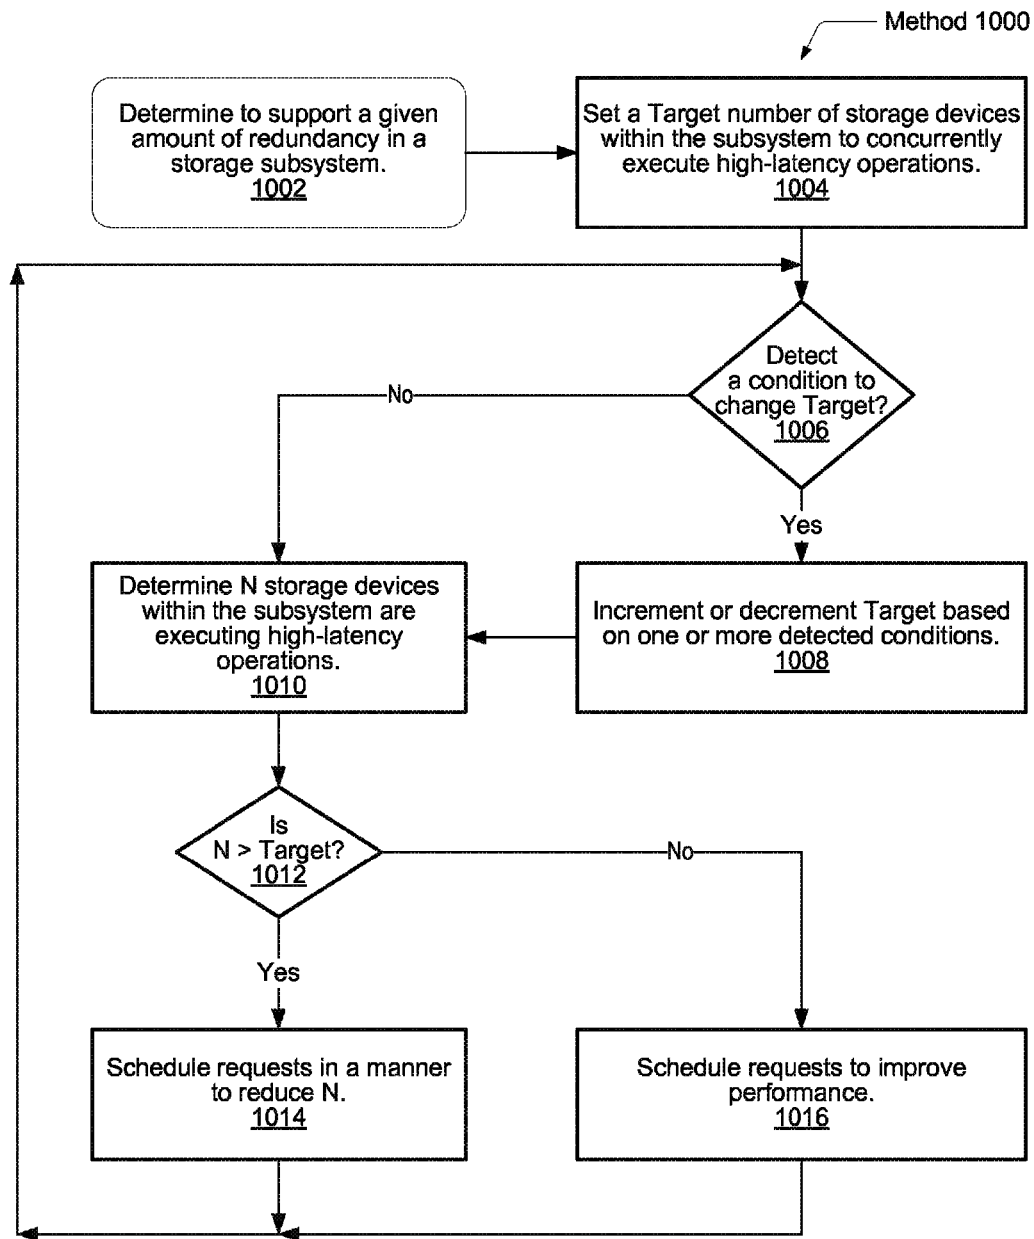 Method 1000
Determine to support a given
amount of redundancy in a
storage subsystem.
1002
Set a Target number of storage devices
within the subsystem to concurrently
execute high-latency operations.
1004
Detect
a condition to
change Target?
1006
No
Yes
Determine N storage devices
within the subsystem are
executing high-latency
operations.
1010
Increment or decrement Target based
on one or more detected conditions.
1008
Is
N > Target?
1012
No
Yes
Schedule requests in a manner
to reduce N.
1014
Schedule requests to improve
performance.
1016